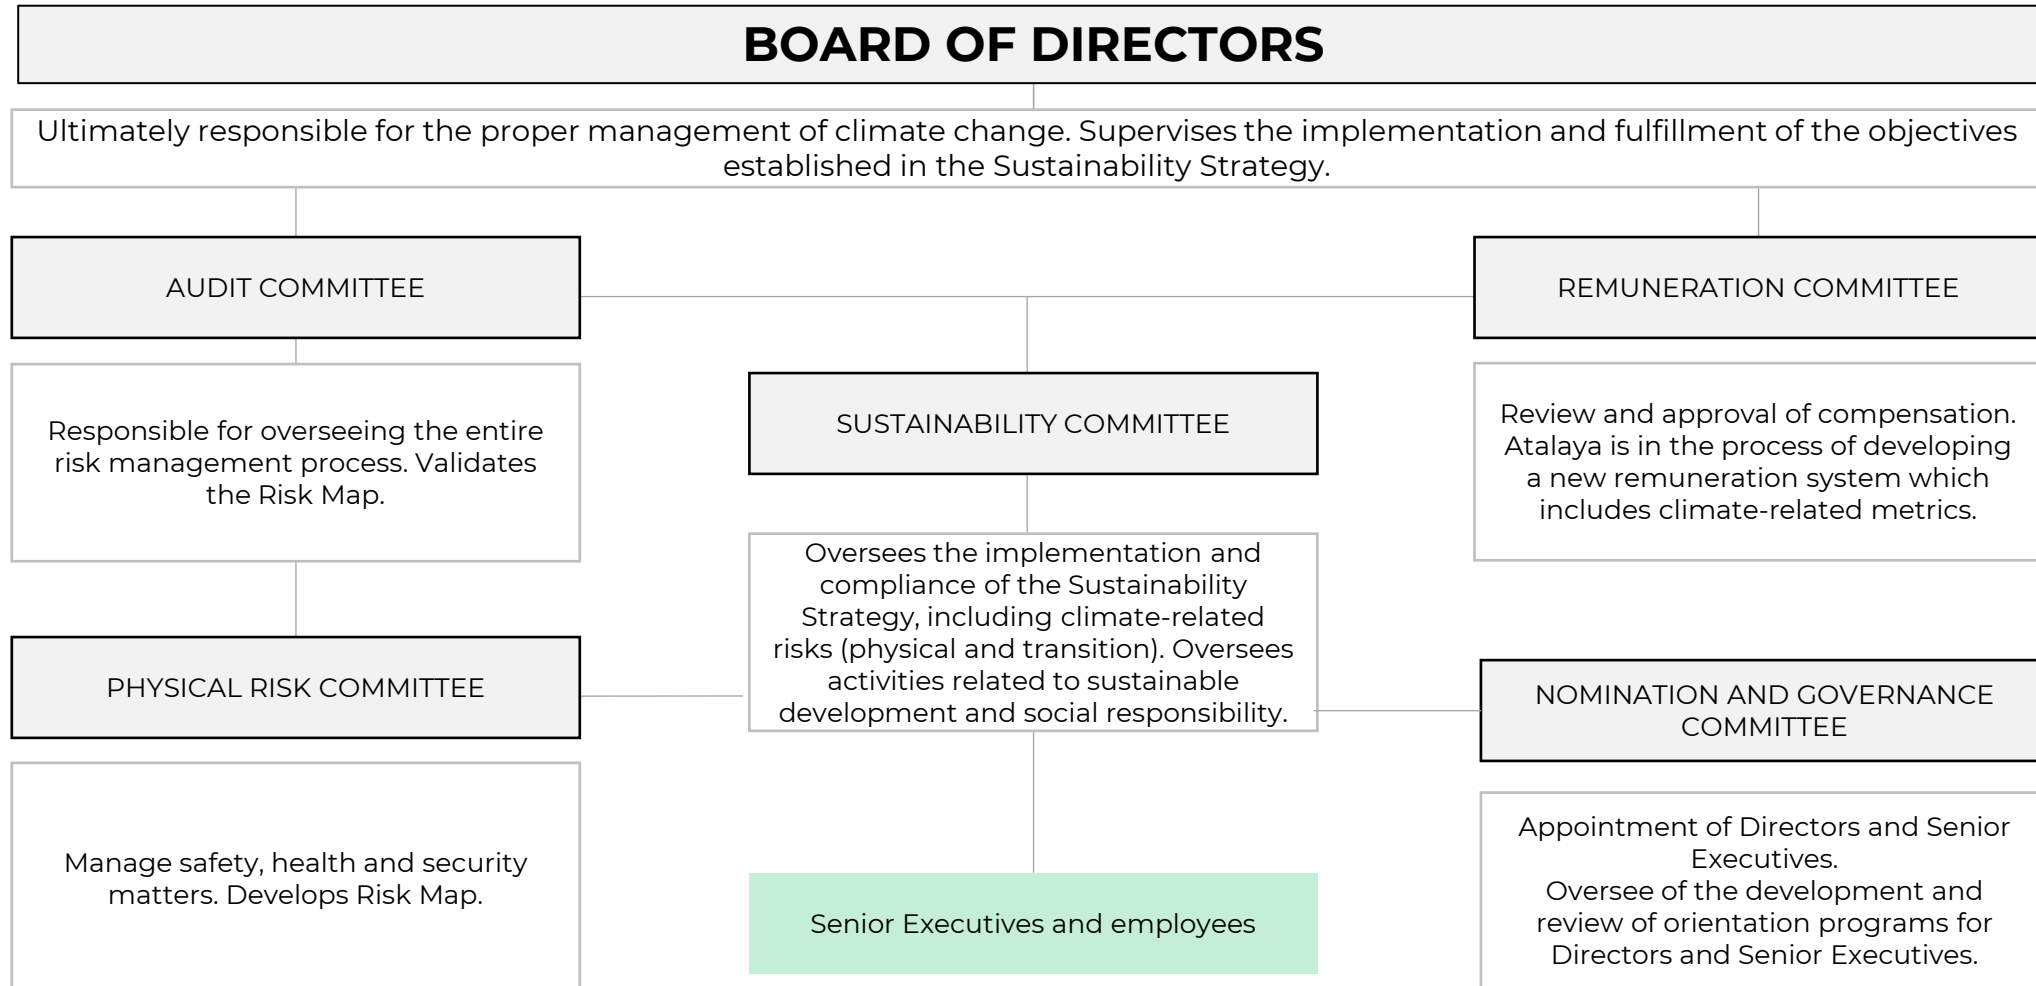 BOARD OF DIRECTORS
Ultimately responsible for the proper management of climate change. Supervises the implementation and fulfillment of the objectives
established in the Sustainability Strategy.
AUDIT COMMITTEE
REMUNERATION COMMITTEE
Responsible for overseeing the entire
risk management process. Validates
the Risk Map.
SUSTAINABILITY COMMITTEE
Review and approval of compensation.
Atalaya is in the process of developing
a new remuneration system which
includes climate-related metrics.
Oversees the implementation and
compliance of the Sustainability
Strategy, including climate-related
risks (physical and transition). Oversees
activities related to sustainable
development and social responsibility.
PHYSICAL RISK COMMITTEE
NOMINATION AND GOVERNANCE
COMMITTEE
Manage safety, health and security
matters. Develops Risk Map.
Senior Executives and employees
Appointment of Directors and Senior
Executives.
Oversee of the development and
review of orientation programs for
Directors and Senior Executives.